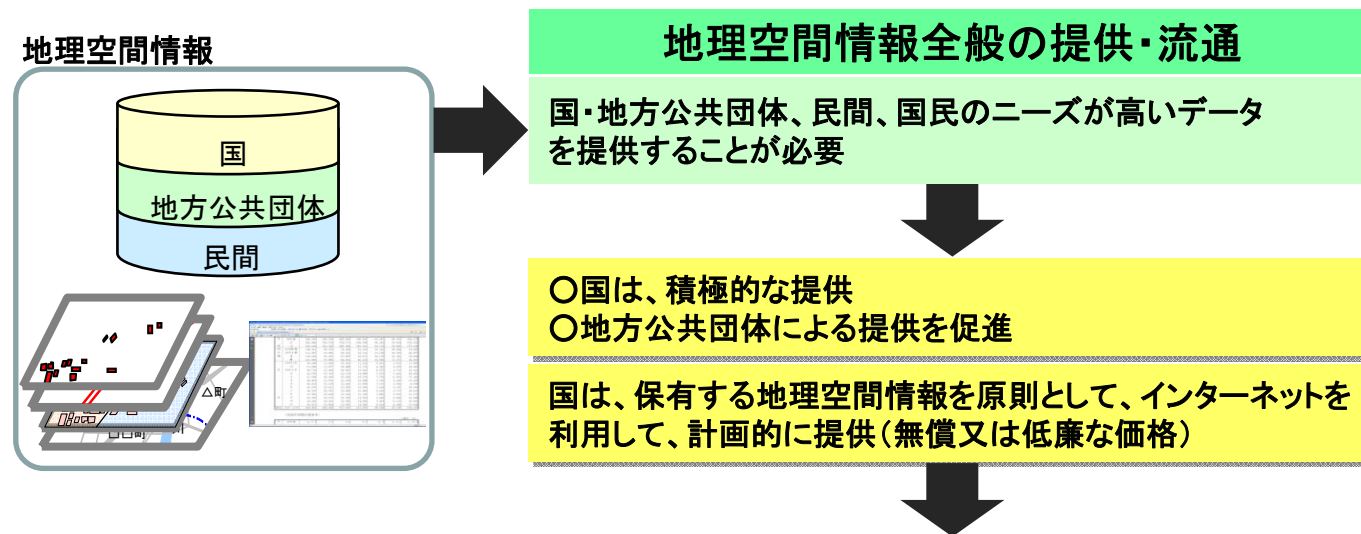 地理空間情報
国
地方公共団体
民間
△町
地理空間情報全般の提供・流通
国・地方公共団体、民間、国民のニーズが高いデータ
を提供することが必要
○国は、積極的な提供
○地方公共団体による提供を促進
国は、保有する地理空間情報を原則として、インターネットを
利用して、計画的に提供（無償又は低廉な価格）